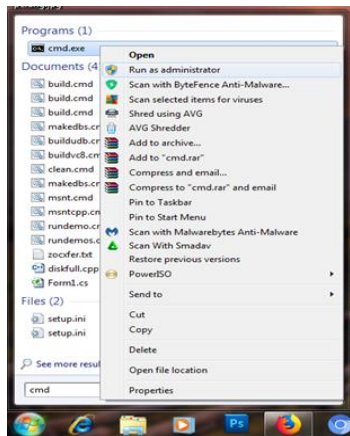 Programs (1)
cmd.exe
Documents (4
build.cmd
build.cmd
build.cmd
makedbs.cr
buildudb.cr
buildvc8.cm
clean.cmd
makedbs.cr
msnt.cmd
msntcpp.cn
rundemo.cr
rundemos.c
zocxfer.txt
diskfull.cpp
Form1.cs
Files (2)
setup.ini
setup.ini
See more resul
cmd
Open
Run as administrator
Scan with ByteFence Anti-Malware...
Scan selected items for viruses
Shred using AVG
AVG Shredder
Add to archive...
Add to "cmd.rar"
Compress and email...
Compress to "cmd.rar" and email
Pin to Taskbar
Pin to Start Menu
Scan with Malwarebytes Anti-Malware
Scan With Smadav
Restore previous versions
PowerISO
Send to
Cut
Copy
Delete
Open file location
Properties
Ps